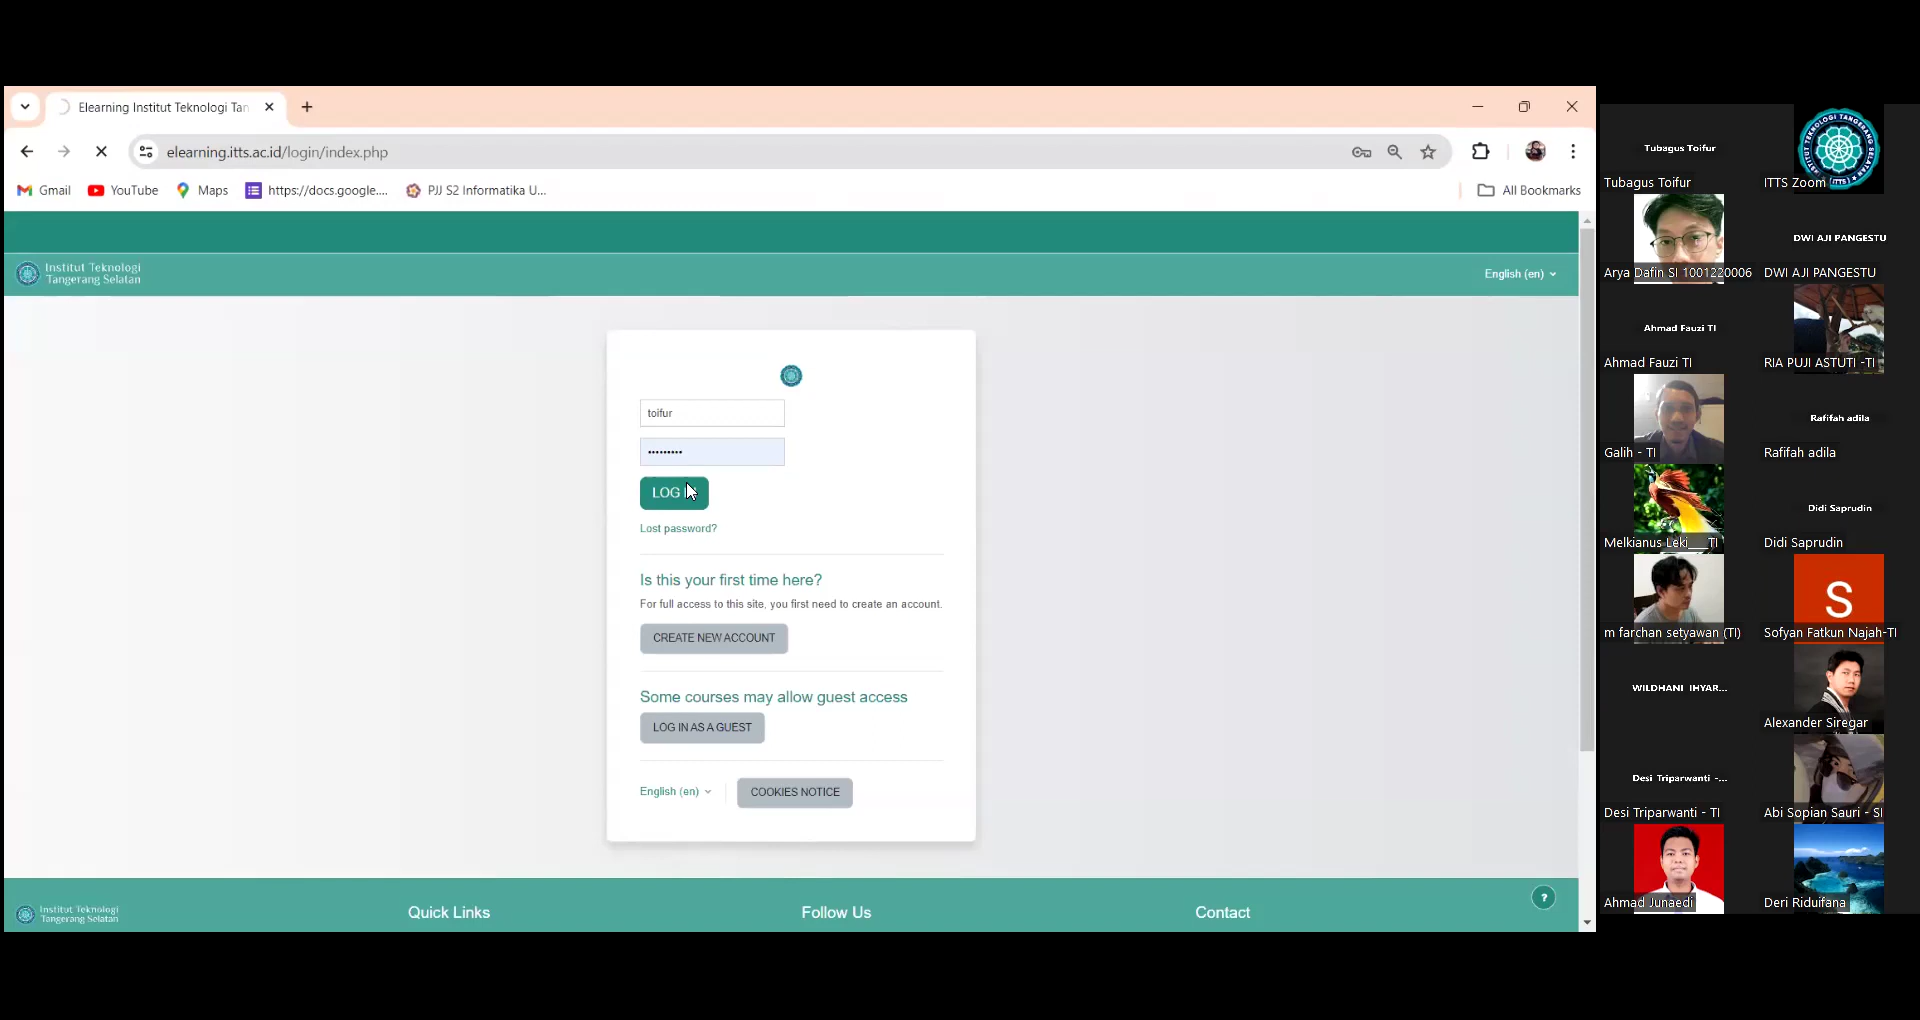 Elearning Institut Teknologi Tan
elearning.itts.ac.id/login/index.php
Gmail
YouTube
Maps
https://docs.google....
PJJ S2 Informatika U...
All Bookmarks
Institut Teknologi
Tangerang Selatan
English (en)
toifur
•••••••••
LOG
Lost password?
Is this your first time here?
For full access to this site, you first need to create an account.
CREATE NEW ACCOUNT
Some courses may allow guest access
LOG IN AS A GUEST
English (en)
COOKIES NOTICE
Institut Teknologi
Tangerang Selatan
Quick Links
Follow Us
Contact
?
Tubagus Toifur
Tubagus Toifur
ITTS Zoom
Arya Dafin SI 1001220006
DWI AJI PANGESTU
DWI AJI PANGESTU
Ahmad Fauzi TI
Ahmad Fauzi TI
RIA PUJI ASTUTI -TI
Galih - TI
Rafifah adila
Rafifah adila
Melkianus Leki___TI
Didi Saprudin
Didi Saprudin
m farchan setyawan (TI)
S
Sofyan Fatkun Najah-TI
WILDHANI IHYAR...
Alexander Siregar
Desi Triparwanti -...
Desi Triparwanti - TI
Abi Sopian Sauri - SI
Ahmad Junaedi
Deri Riduifana